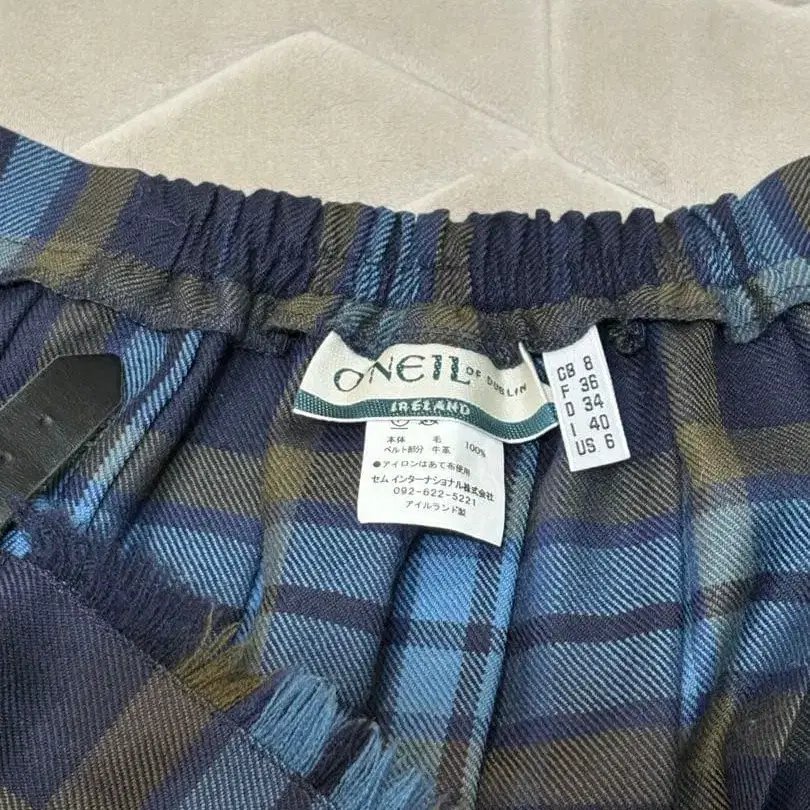 O'NEIL OF DUBLIN
IRELAND
本体 毛 100%
ベルト部分 牛革
●アイロンはあて布使用
セム インターナショナル株式会社
092-622-5221
アイルランド製
GB 8
F 36
D 34
I 40
US 6